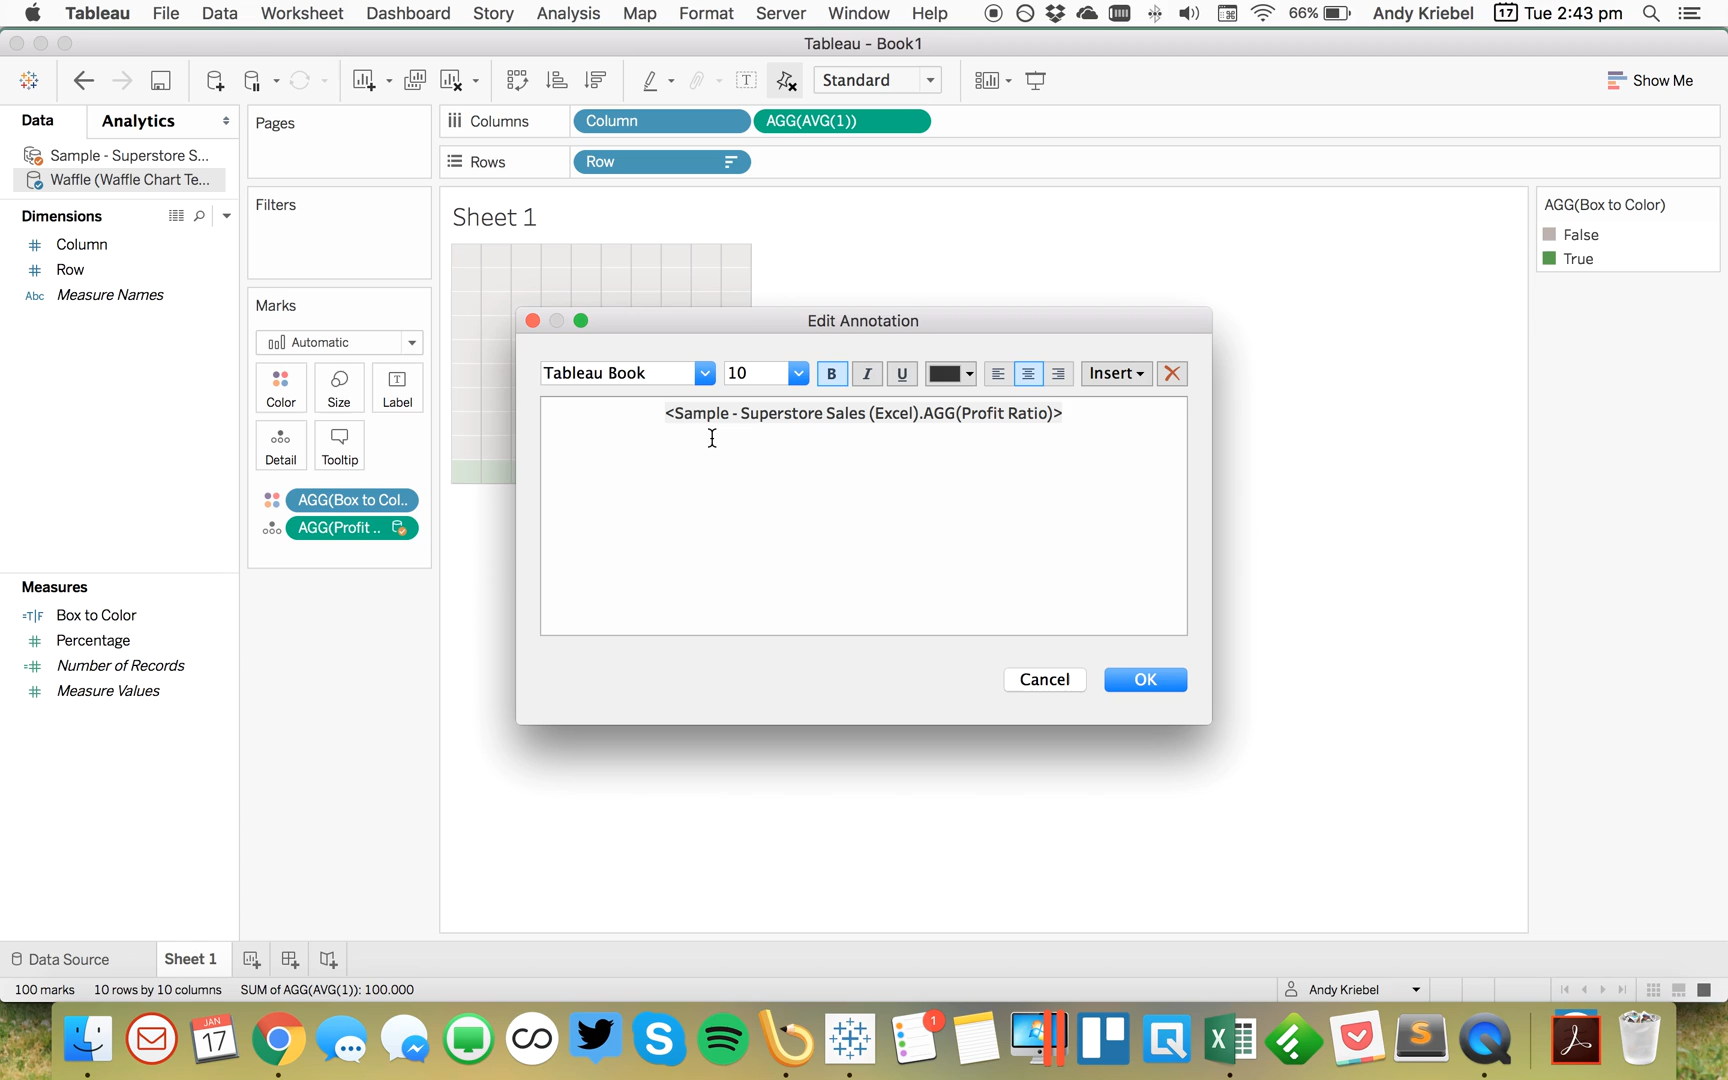 Tableau File Data Worksheet Dashboard Story Analysis Map Format Server Window Help 66% Andy Kriebel 17 Tue 2:43 pm
Tableau - Book1
Standard Show Me
Data Analytics Pages Columns Column AGG(AVG(1))
Sample - Superstore S...
Waffle (Waffle Chart Te...
Rows Row
Dimensions
Column
Row
Abc Measure Names
Filters
Sheet 1
AGG(Box to Color)
False
True
Marks
Automatic
Color Size Label
Detail Tooltip
AGG(Box to Col..
AGG(Profit ..
Edit Annotation
Tableau Book 10 B I U Insert
<Sample - Superstore Sales (Excel).AGG(Profit Ratio)>
Cancel OK
Measures
=T|F Box to Color
Percentage
Number of Records
Measure Values
Data Source Sheet 1
100 marks 10 rows by 10 columns SUM of AGG(AVG(1)): 100.000 Andy Kriebel
JAN
17
1